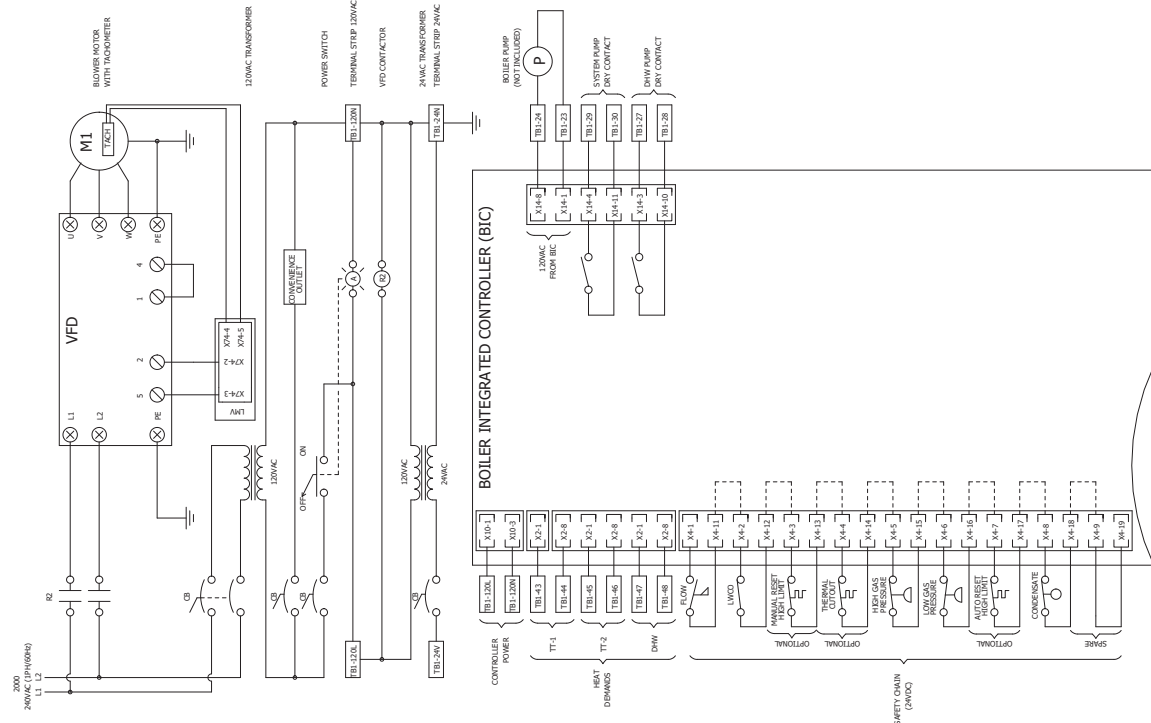 2000
240VAC (1PH/60Hz)
L1 L2
R2
CB
CB
CB
CB
L1
L2
PE
VFD
U
V
W
PE
5
2
1
4
M1
TACH
BLOWER MOTOR
WITH TACHOMETER
LMV
X74-3
X74-2
X74-4
X74-5
120VAC
120VAC TRANSFORMER
CONVENIENCE
OUTLET
OFF
ON
POWER SWITCH
TB1-120L
A
TB1-120N
TERMINAL STRIP 120VAC
R2
VFD CONTACTOR
120VAC
24VAC
24VAC TRANSFORMER
TB1-24V
TB1-24N
TERMINAL STRIP 24VAC
BOILER INTEGRATED CONTROLLER (BIC)
CONTROLLER
POWER
TB1-120L
TB1-120N
X10-1
X10-3
HEAT
DEMANDS
TT-1
TT-2
DHW
TB1-43
TB1-44
TB1-45
TB1-46
TB1-47
TB1-48
X2-1
X2-8
X2-1
X2-8
X2-1
X2-8
SAFETY CHAIN
(24VDC)
FLOW
LWCO
MANUAL RESET
HIGH LIMIT
OPTIONAL
THERMAL
CUTOUT
OPTIONAL
HIGH GAS
PRESSURE
LOW GAS
PRESSURE
AUTO RESET
HIGH LIMIT
OPTIONAL
CONDENSATE
SPARE
X4-1
X4-11
X4-2
X4-12
X4-3
X4-13
X4-4
X4-14
X4-5
X4-15
X4-6
X4-16
X4-7
X4-17
X4-8
X4-18
X4-9
X4-19
120VAC
FROM BIC
X14-8
X14-1
X14-4
X14-11
X14-3
X14-10
TB1-24
TB1-23
TB1-29
TB1-30
TB1-27
TB1-28
P
BOILER PUMP
(NOT INCLUDED)
SYSTEM PUMP
DRY CONTACT
DHW PUMP
DRY CONTACT